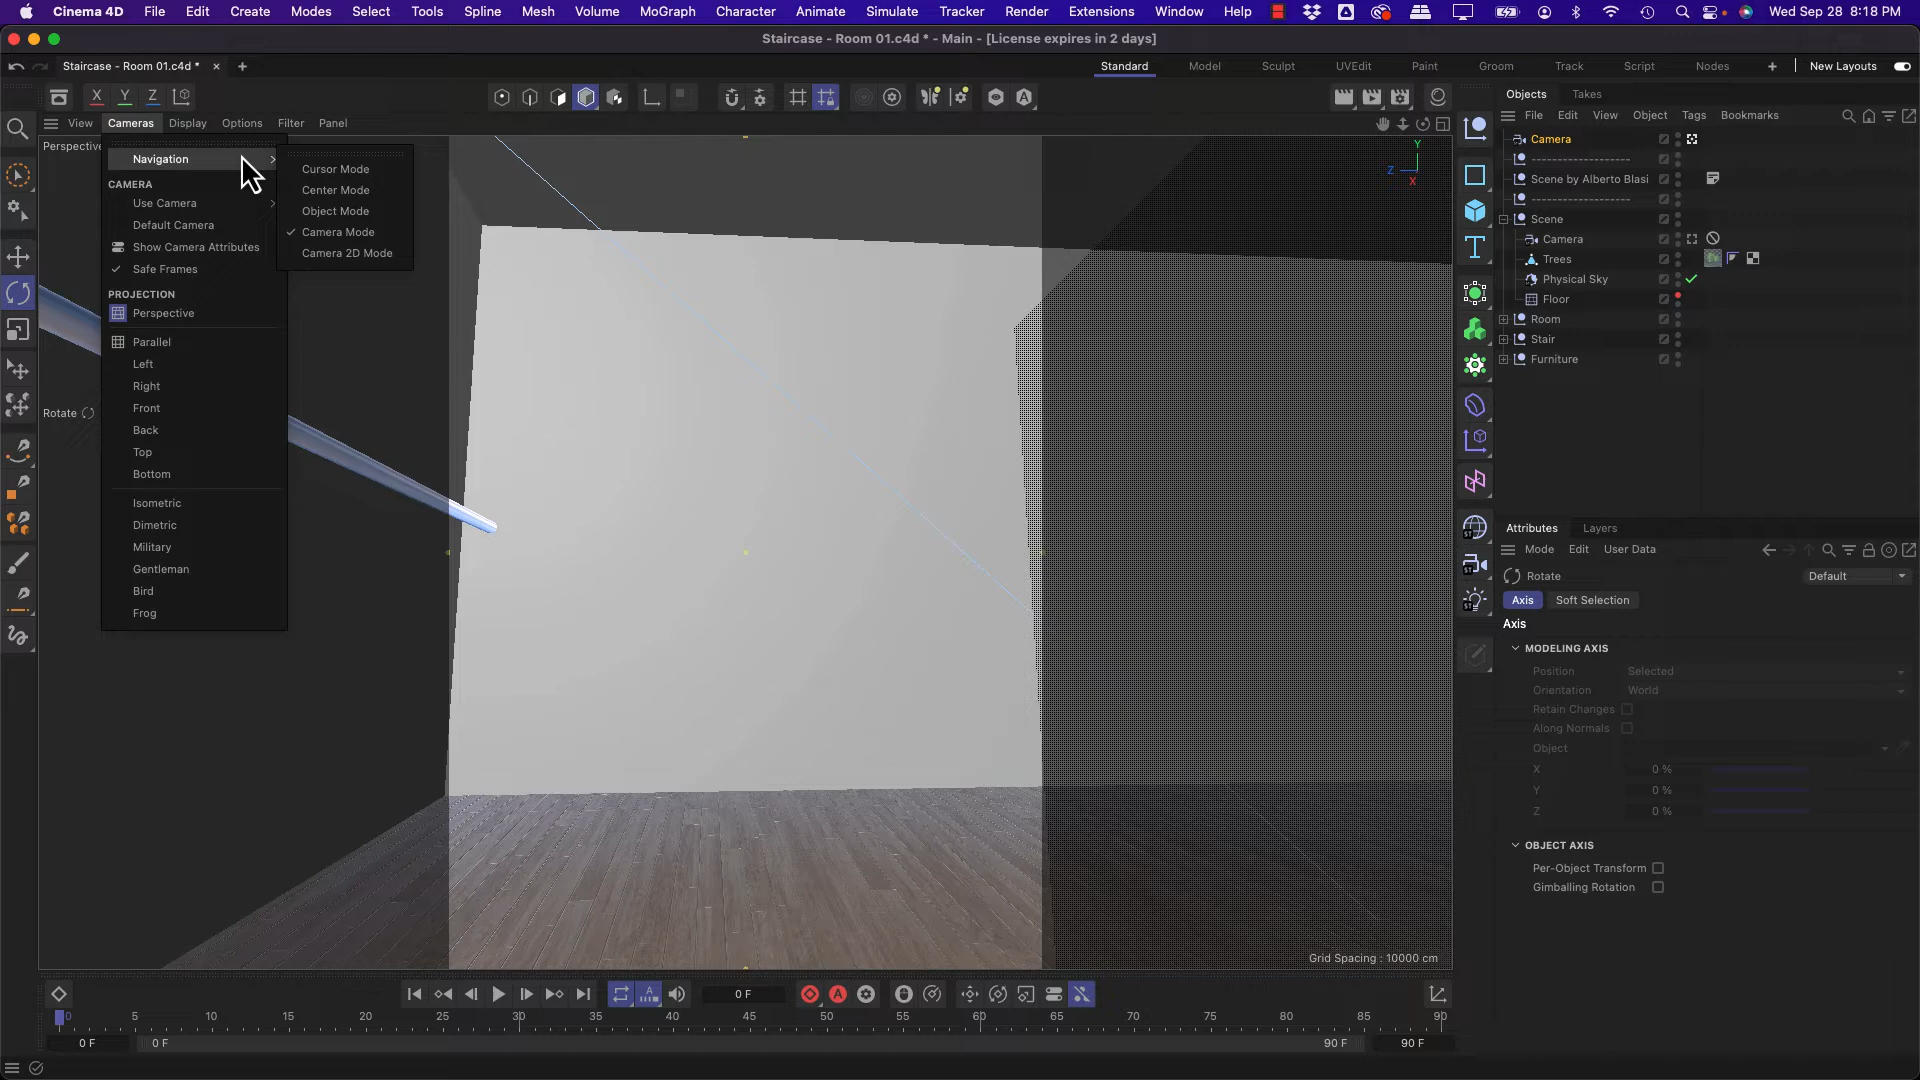 Cinema 4D File Edit Create Modes Select Tools Spline Mesh Volume MoGraph Character Animate Simulate Tracker Render Extensions Window Help Wed Sep 28 8:18 PM
Staircase - Room 01.c4d * - Main - [License expires in 2 days]
Staircase - Room 01.c4d * × + Standard Model Sculpt UVEdit Paint Groom Track Script Nodes + New Layouts
X Y Z
Objects Takes
View Cameras Display Options Filter Panel
File Edit View Object Tags Bookmarks
Perspective
Navigation
CAMERA
Use Camera
Default Camera
Show Camera Attributes
Safe Frames
PROJECTION
Perspective
Parallel
Left
Right
Front
Back
Top
Bottom
Isometric
Dimetric
Military
Gentleman
Bird
Frog
Cursor Mode
Center Mode
Object Mode
Camera Mode
Camera 2D Mode
Rotate
Y
Z
X
Grid Spacing : 10000 cm
Camera
--------------------
Scene by Alberto Blasi
--------------------
Scene
Camera
Trees
Physical Sky
Floor
Room
Stair
Furniture
Attributes Layers
Mode Edit User Data
Rotate Default
Axis Soft Selection
Axis
MODELING AXIS
Position Selected
Orientation World
Retain Changes
Along Normals
Object
X 0 %
Y 0 %
Z 0 %
OBJECT AXIS
Per-Object Transform
Gimballing Rotation
0 F
0 5 10 15 20 25 30 35 40 45 50 55 60 65 70 75 80 85 90
0 F 0 F 90 F 90 F